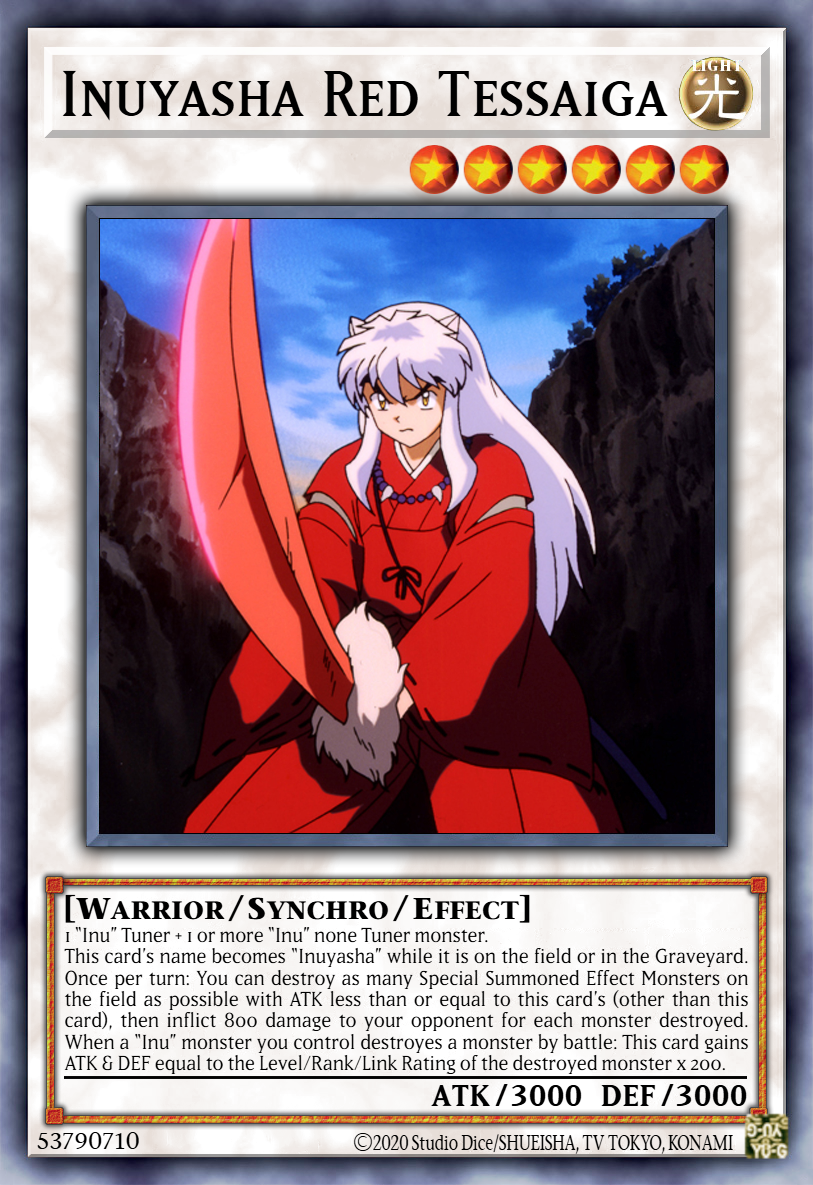 Inuyasha Red Tessaiga
LIGHT
光
[Warrior/Synchro/Effect]
1 "Inu" Tuner + 1 or more "Inu" none Tuner monster.
This card's name becomes "Inuyasha" while it is on the field or in the Graveyard.
Once per turn: You can destroy as many Special Summoned Effect Monsters on
the field as possible with ATK less than or equal to this card's (other than this
card), then inflict 800 damage to your opponent for each monster destroyed.
When a "Inu" monster you control destroyes a monster by battle: This card gains
ATK & DEF equal to the Level/Rank/Link Rating of the destroyed monster x 200.
ATK/3000 DEF/3000
53790710
©2020 Studio Dice/SHUEISHA, TV TOKYO, KONAMI
YU-G